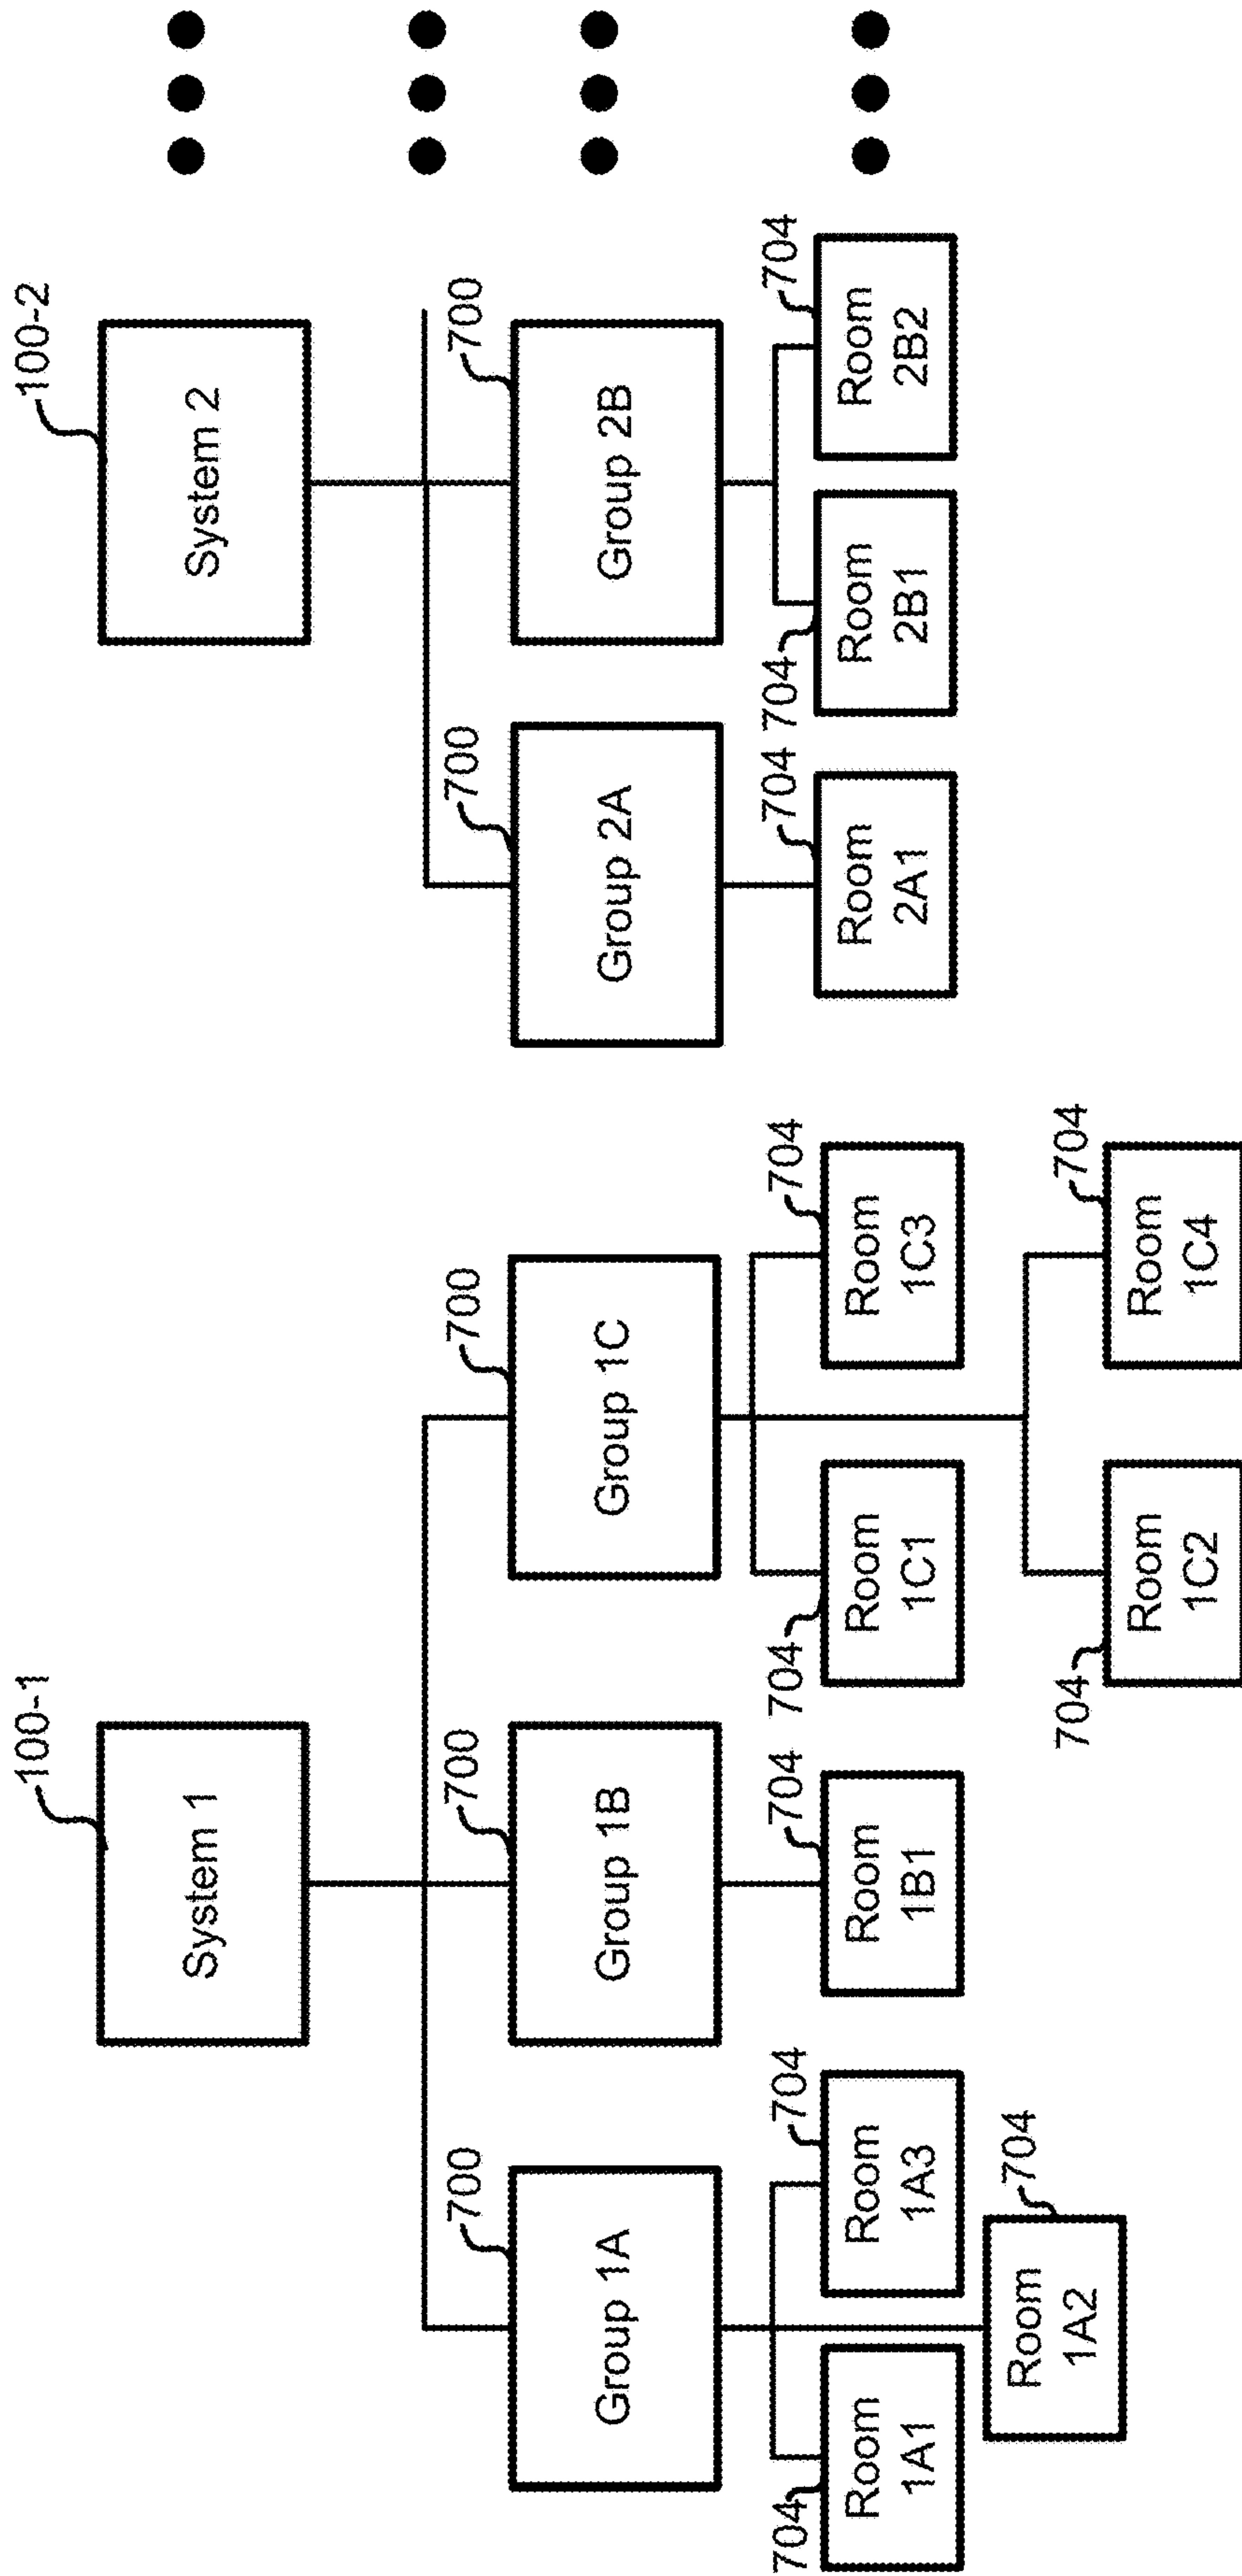 100-1
100-2
System 1
System 2
700
700
700
700
700
Group 1A
Group 1B
Group 1C
Group 2A
Group 2B
704
704
704
704
704
704
704
704
Room
1A1
Room
1A3
Room
1B1
Room
1C1
Room
1C3
Room
2A1
Room
2B1
Room
2B2
704
704
704
Room
1A2
Room
1C2
Room
1C4